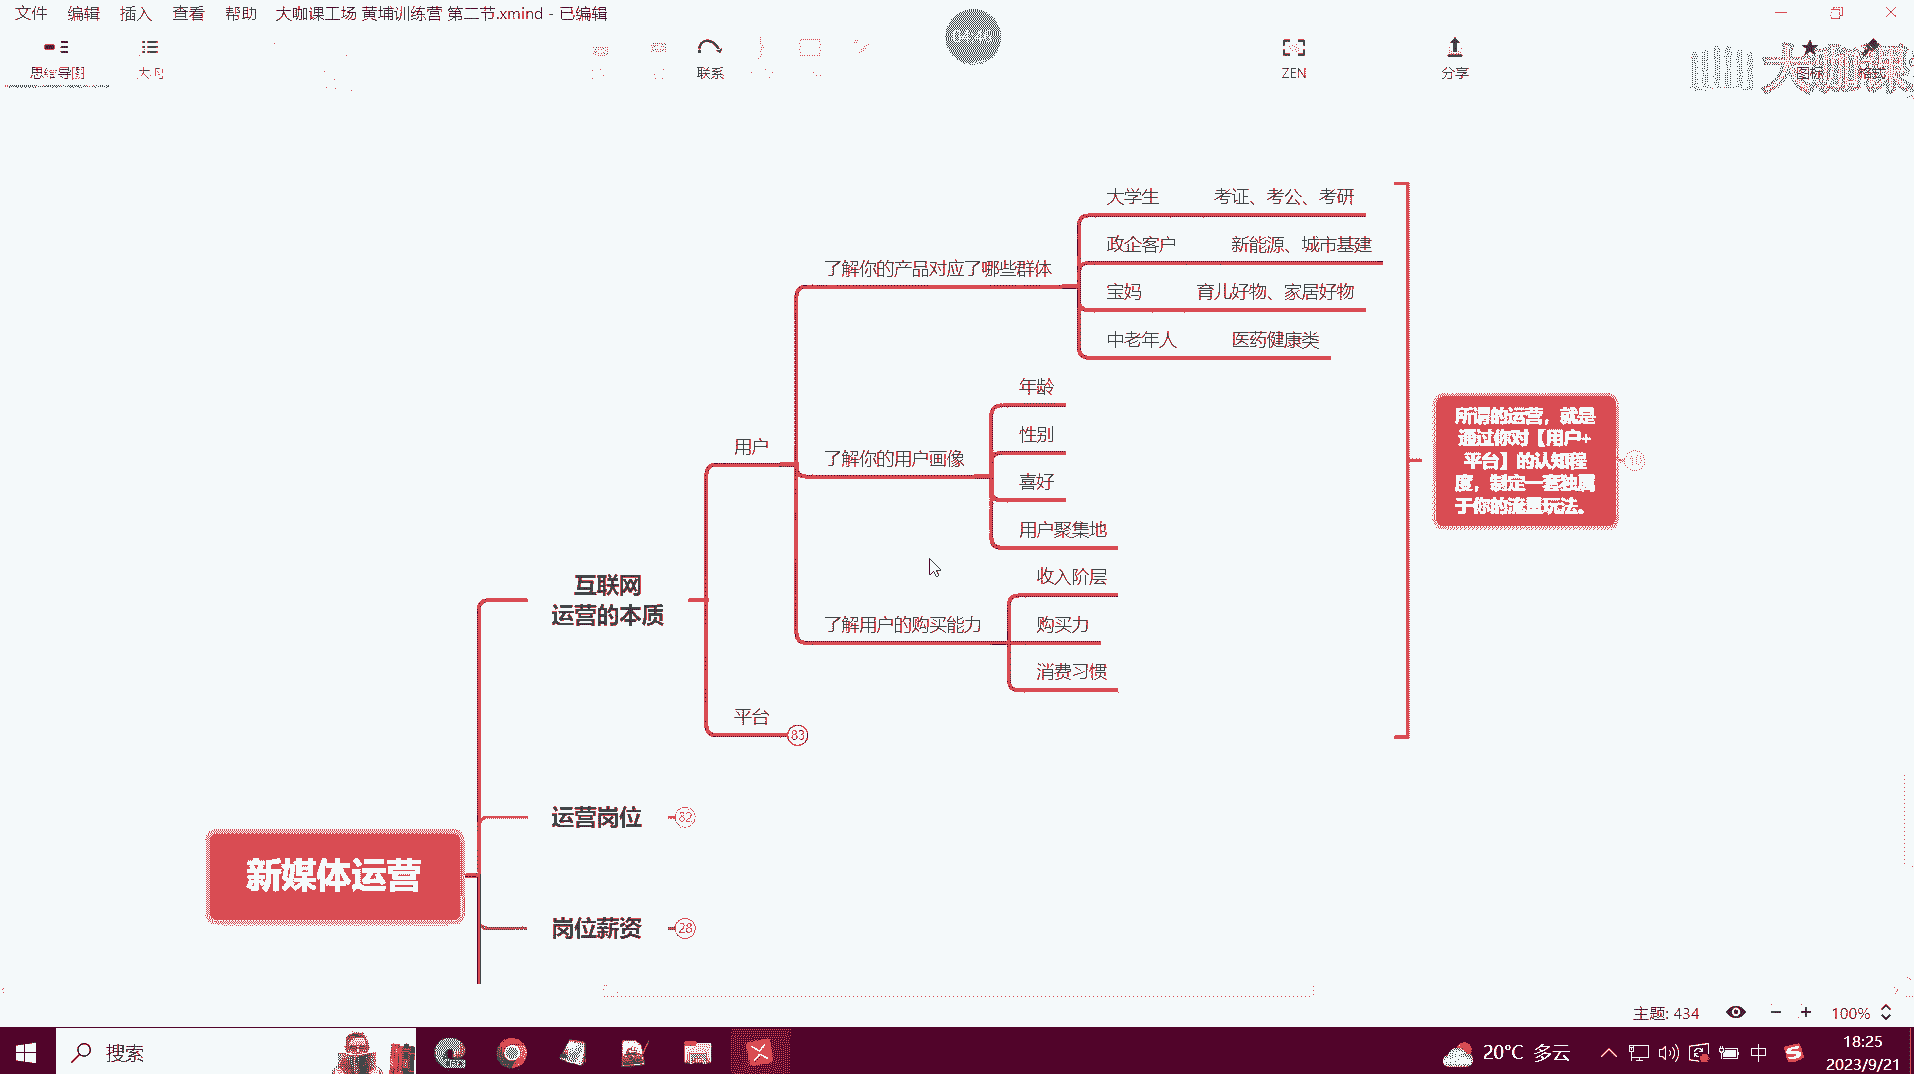 文件 编辑 插入 查看 帮助 大咖课工场 黄埔训练营 第二节.xmind - 已编辑
思维导图 大纲 联系 ZEN 分享 图标 格式
大咖课
大学生 考证、考公、考研
政企客户 新能源、城市基建
了解你的产品对应了哪些群体
宝妈 育儿好物、家居好物
中老年人 医药健康类
年龄
性别
用户
了解你的用户画像
喜好
用户聚集地
所谓的运营，就是
通过你对【用户+
平台】的认知程
度，制定一套独属
于你的流量玩法。
10
互联网
运营的本质
收入阶层
了解用户的购买能力
购买力
消费习惯
平台
83
运营岗位
82
新媒体运营
岗位薪资
28
主题: 434 100%
搜索
20°C 多云
中
18:25
2023/9/21